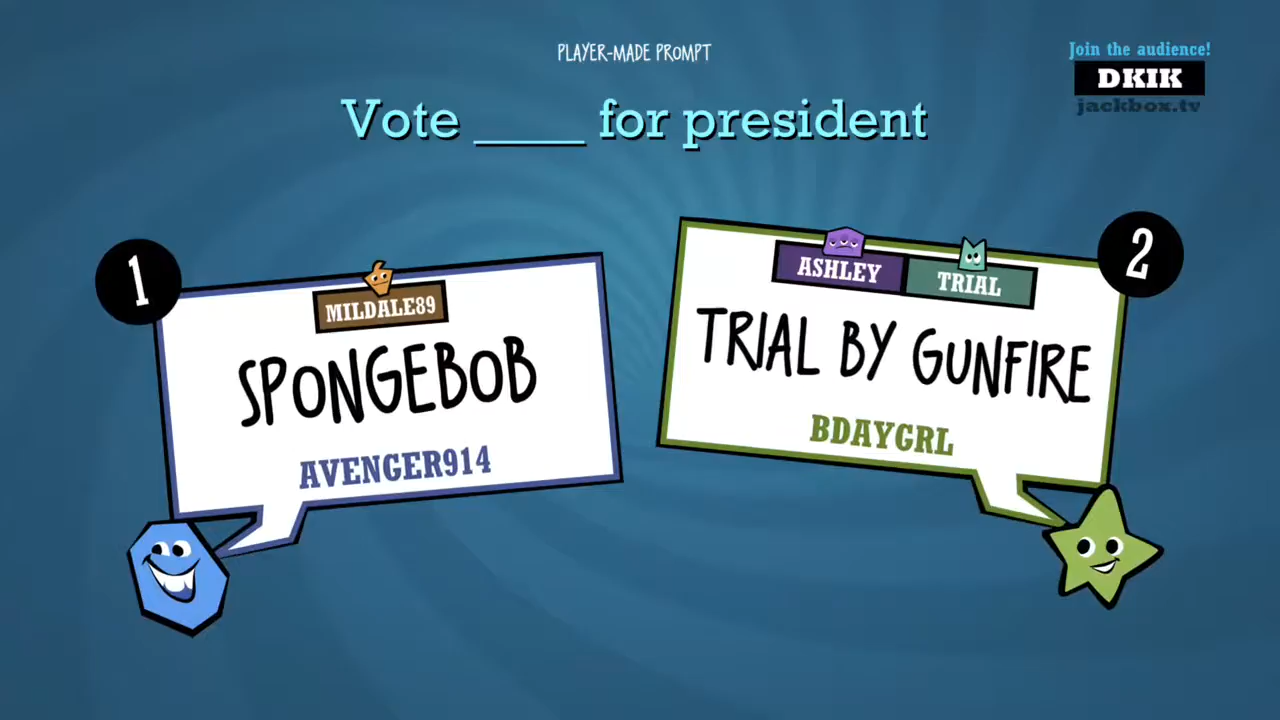 PLAYER-MADE PROMPT
Join the audience!
DKIK
jackbox.tv
Vote ____ for president
1
MILDALE89
SPONGEBOB
AVENGER914
2
ASHLEY TRIAL
TRIAL BY GUNFIRE
BDAYGRL